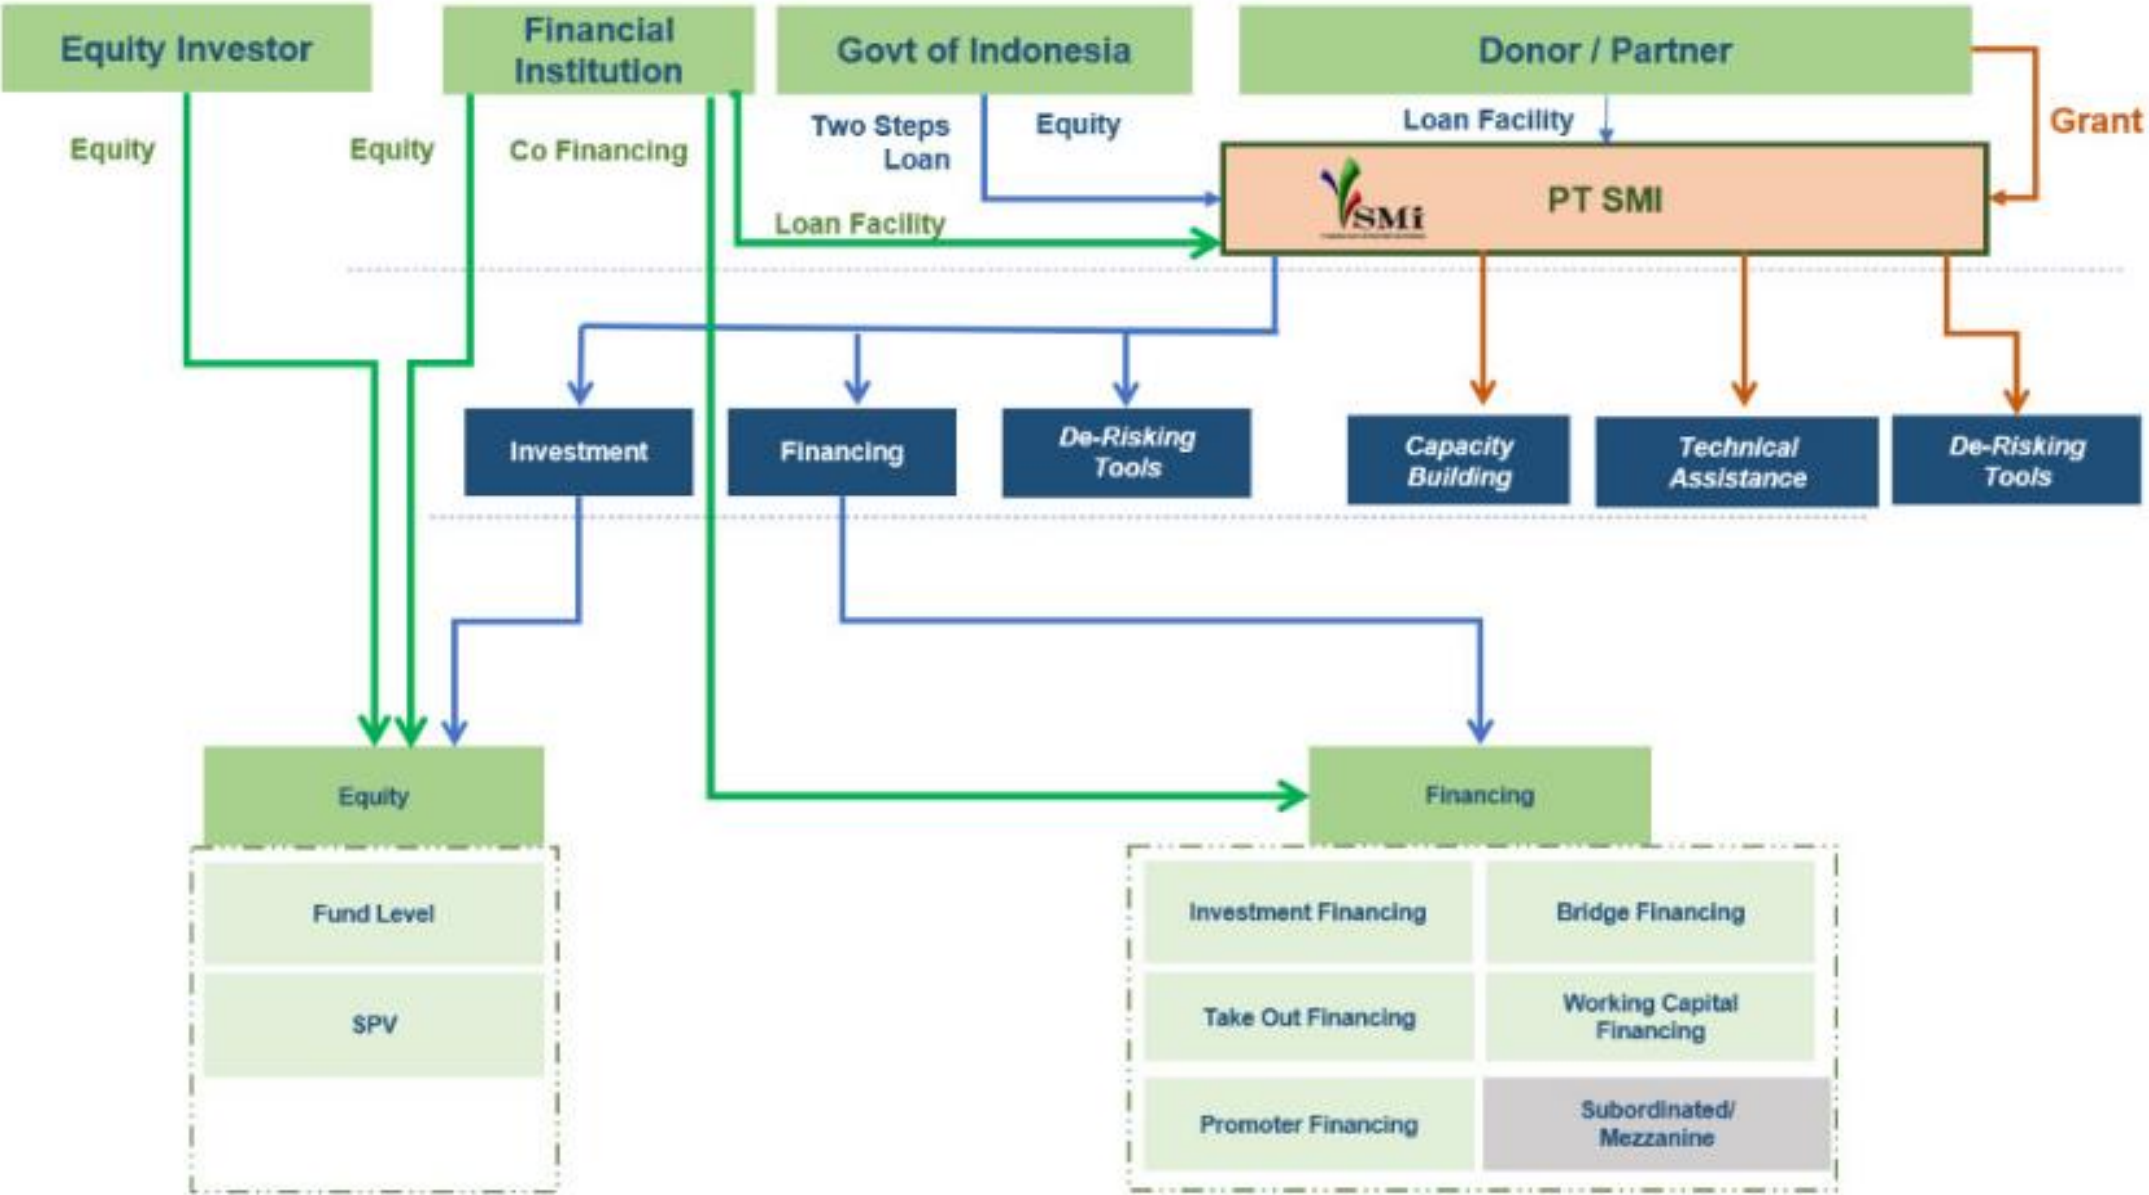 Equity Investor
Financial
Institution
Govt of Indonesia
Donor / Partner
Equity
Equity
Co Financing
Two Steps
Loan
Equity
Loan Facility
Grant
Loan Facility
SMi
PT SMI
Investment
Financing
De-Risking
Tools
Capacity
Building
Technical
Assistance
De-Risking
Tools
Equity
Fund Level
SPV
Financing
Investment Financing
Bridge Financing
Take Out Financing
Working Capital
Financing
Promoter Financing
Subordinated/
Mezzanine